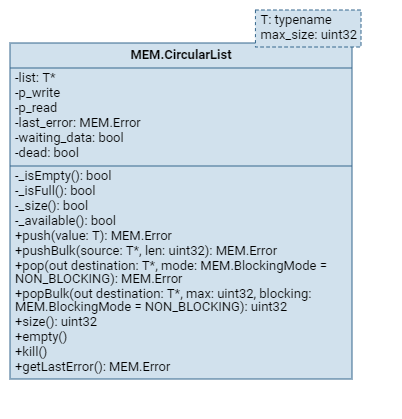 T: typename
max_size: uint32
MEM.CircularList
-list: T*
-p_write
-p_read
-last_error: MEM.Error
-waiting_data: bool
-dead: bool
-_isEmpty(): bool
-_isFull(): bool
-_size(): bool
-_available(): bool
+push(value: T): MEM.Error
+pushBulk(source: T*, len: uint32): MEM.Error
+pop(out destination: T*, mode: MEM.BlockingMode =
NON_BLOCKING): MEM.Error
+popBulk(out destination: T*, max: uint32, blocking:
MEM.BlockingMode = NON_BLOCKING): uint32
+size(): uint32
+empty()
+kill()
+getLastError(): MEM.Error